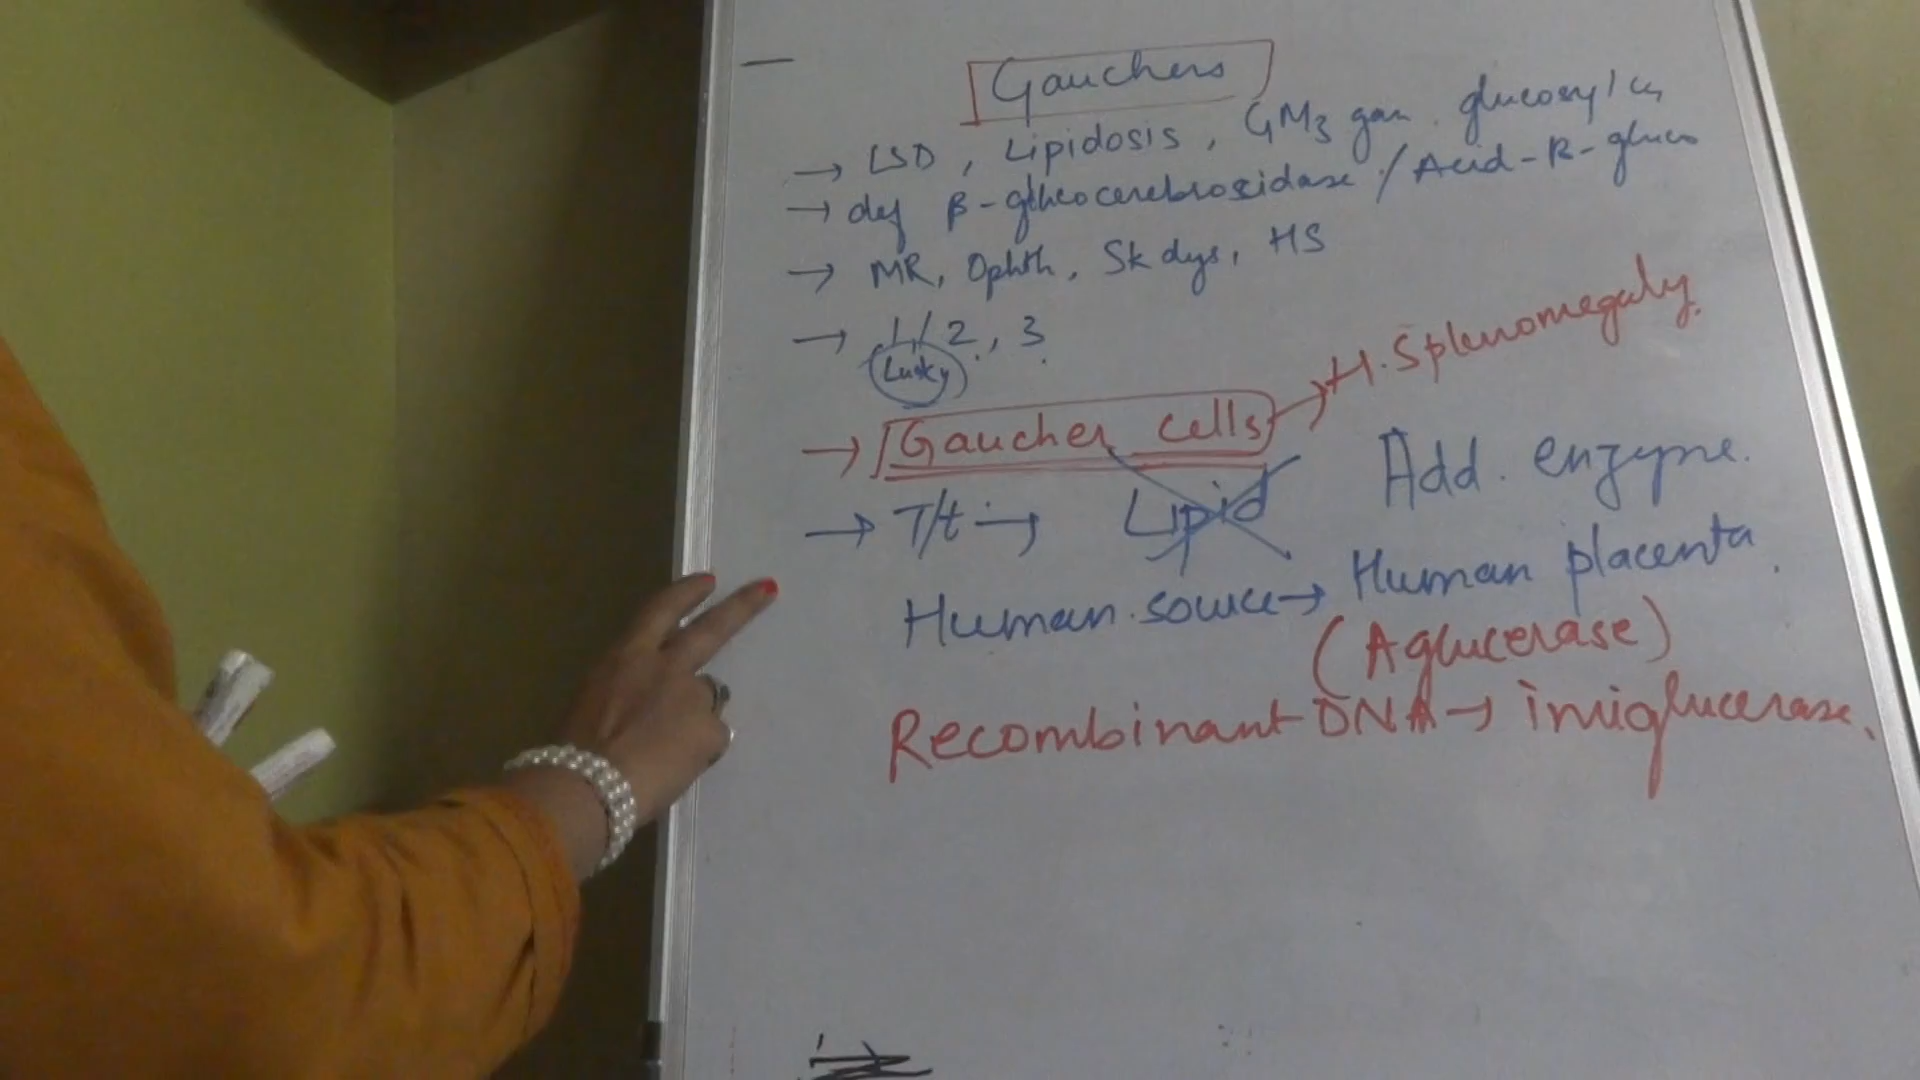 Gauchers
→ LSD, Lipidosis, GM3 gan. glucosyl
→ def β-glucocerebrosidase / Acid-β-gluco
→ MR, Ophth, Sk dys, HS
→ 1/2, 3
Lucky
→ Gaucher cells → H. Splenomegaly.
→ T/t → Lipid Add. enzyme.
Human source → Human placenta.
(Aglucerase)
Recombinant DNA → imiglucerase.